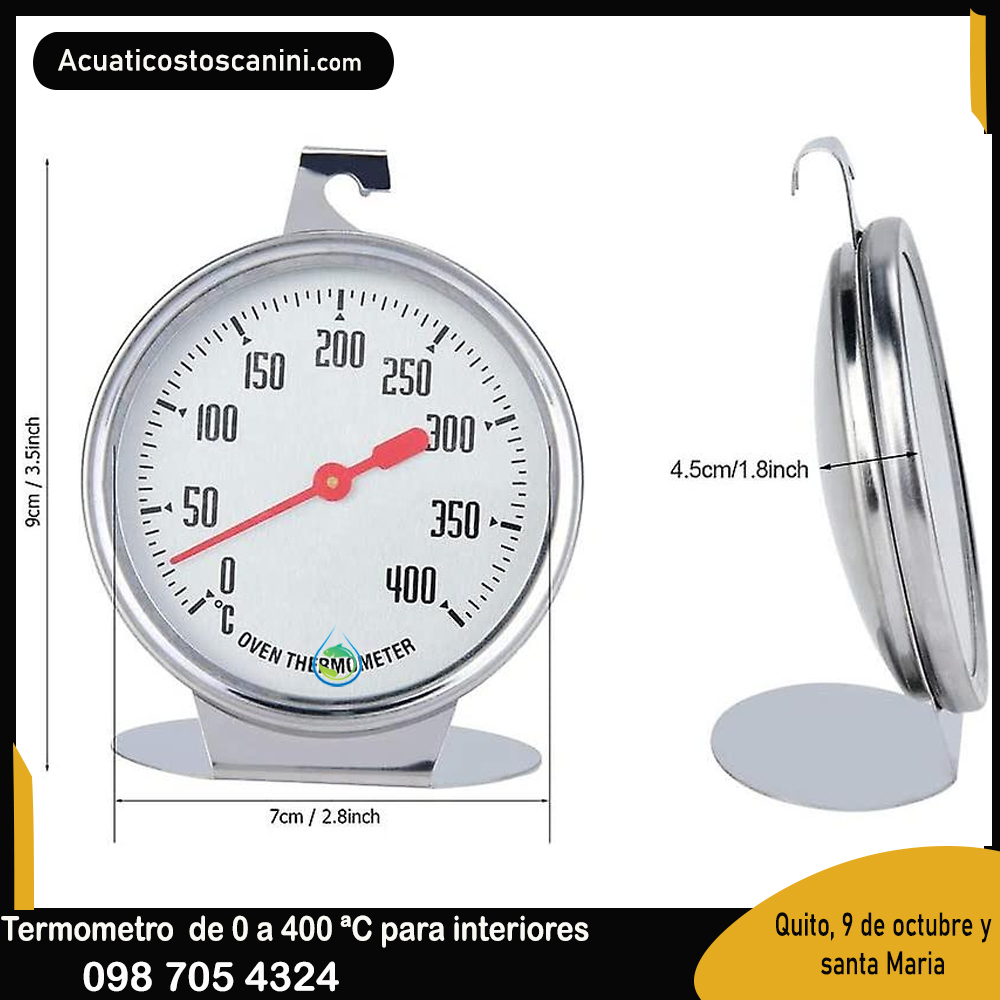 Acuaticostoscanini.com
9cm / 3.5inch
200
150
250
100
300
50
350
0
400
°C
OVEN THERMOMETER
4.5cm/1.8inch
7cm / 2.8inch
Termometro de 0 a 400 ªC para interiores
098 705 4324
Quito, 9 de octubre y
santa Maria